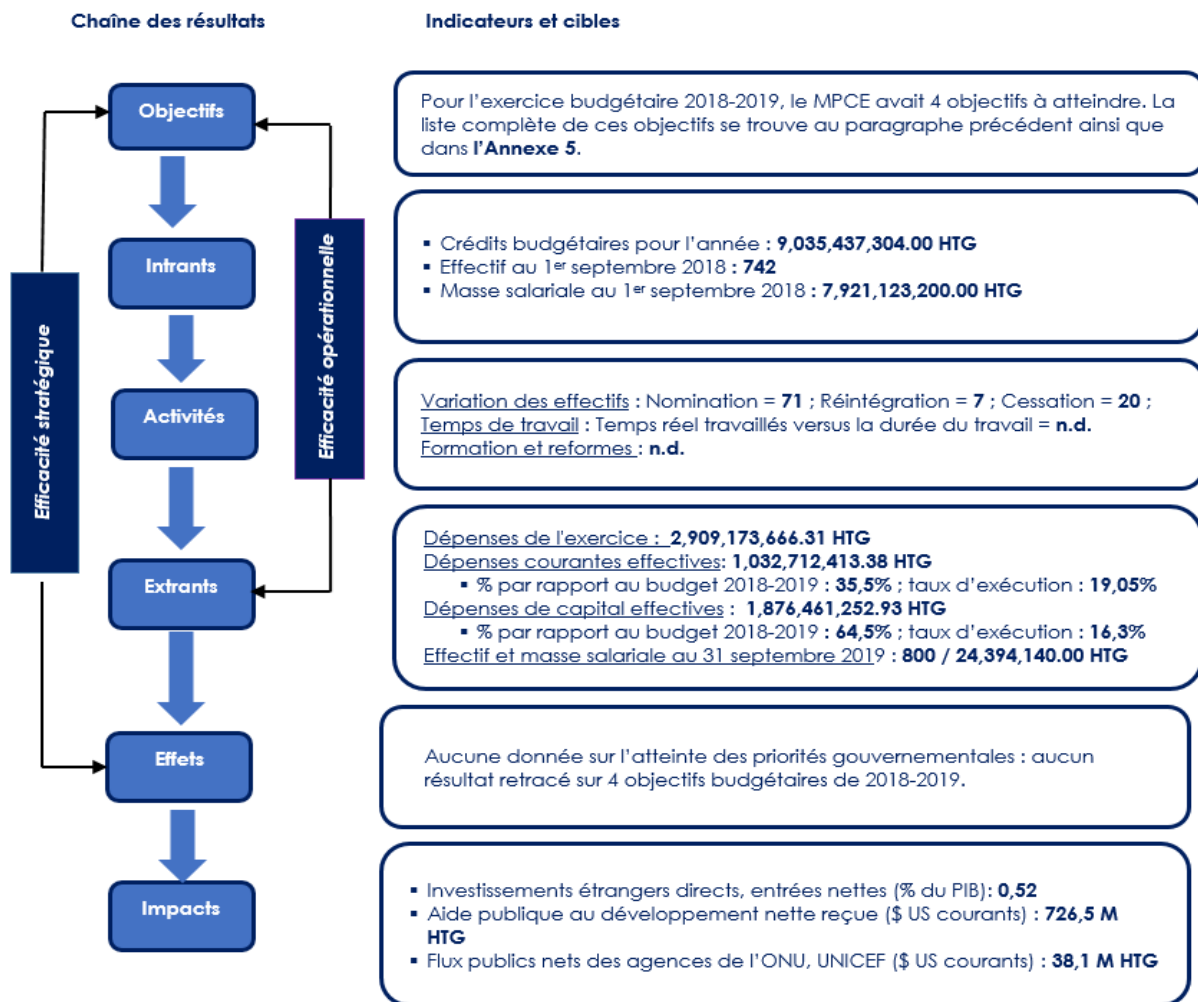 Chaîne des résultats
Indicateurs et cibles
Objectifs
Pour l’exercice budgétaire 2018-2019, le MPCE avait 4 objectifs à atteindre. La
liste complète de ces objectifs se trouve au paragraphe précédent ainsi que
dans l’Annexe 5.
Intrants
▪ Crédits budgétaires pour l’année : 9,035,437,304.00 HTG
▪ Effectif au 1er septembre 2018 : 742
▪ Masse salariale au 1er septembre 2018 : 7,921,123,200.00 HTG
Efficacité stratégique
Efficacité opérationnelle
Activités
Variation des effectifs : Nomination = 71 ; Réintégration = 7 ; Cessation = 20 ;
Temps de travail : Temps réel travaillés versus la durée du travail = n.d.
Formation et reformes : n.d.
Extrants
Dépenses de l'exercice : 2,909,173,666.31 HTG
Dépenses courantes effectives: 1,032,712,413.38 HTG
▪ % par rapport au budget 2018-2019 : 35,5% ; taux d’exécution : 19,05%
Dépenses de capital effectives : 1,876,461,252.93 HTG
▪ % par rapport au budget 2018-2019 : 64,5% ; taux d’exécution : 16,3%
Effectif et masse salariale au 31 septembre 2019 : 800 / 24,394,140.00 HTG
Effets
Aucune donnée sur l’atteinte des priorités gouvernementales : aucun
résultat retracé sur 4 objectifs budgétaires de 2018-2019.
Impacts
▪ Investissements étrangers directs, entrées nettes (% du PIB): 0,52
▪ Aide publique au développement nette reçue ($ US courants) : 726,5 M
HTG
▪ Flux publics nets des agences de l’ONU, UNICEF ($ US courants) : 38,1 M HTG